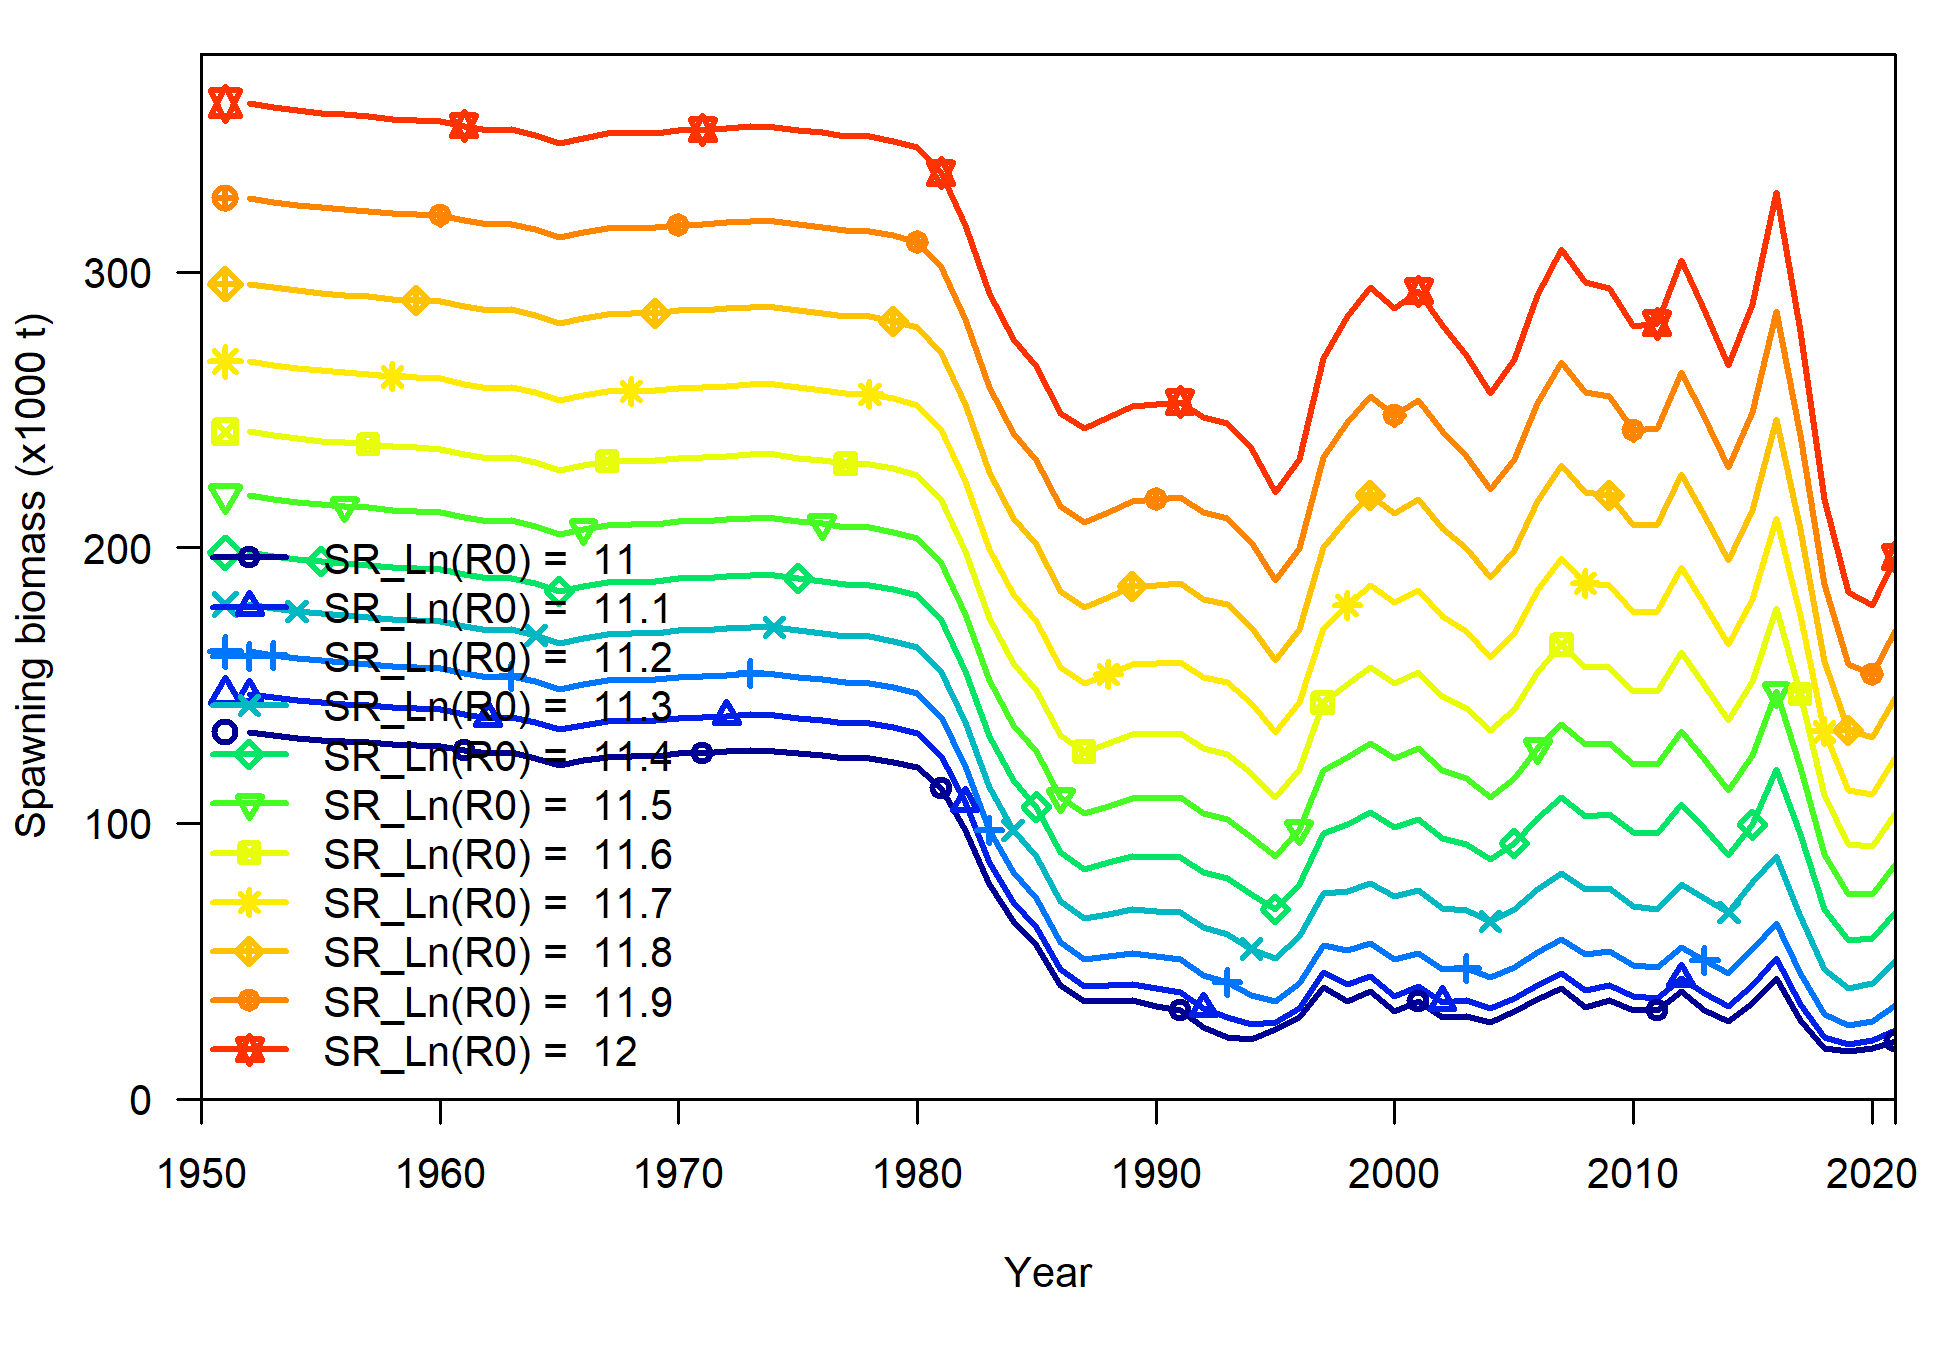 Spawning biomass (x1000 t)
300
200
100
0
SR_Ln(R0) = 11
SR_Ln(R0) = 11.1
SR_Ln(R0) = 11.2
SR_Ln(R0) = 11.3
SR_Ln(R0) = 11.4
SR_Ln(R0) = 11.5
SR_Ln(R0) = 11.6
SR_Ln(R0) = 11.7
SR_Ln(R0) = 11.8
SR_Ln(R0) = 11.9
SR_Ln(R0) = 12
1950 1960 1970 1980 1990 2000 2010 2020
Year